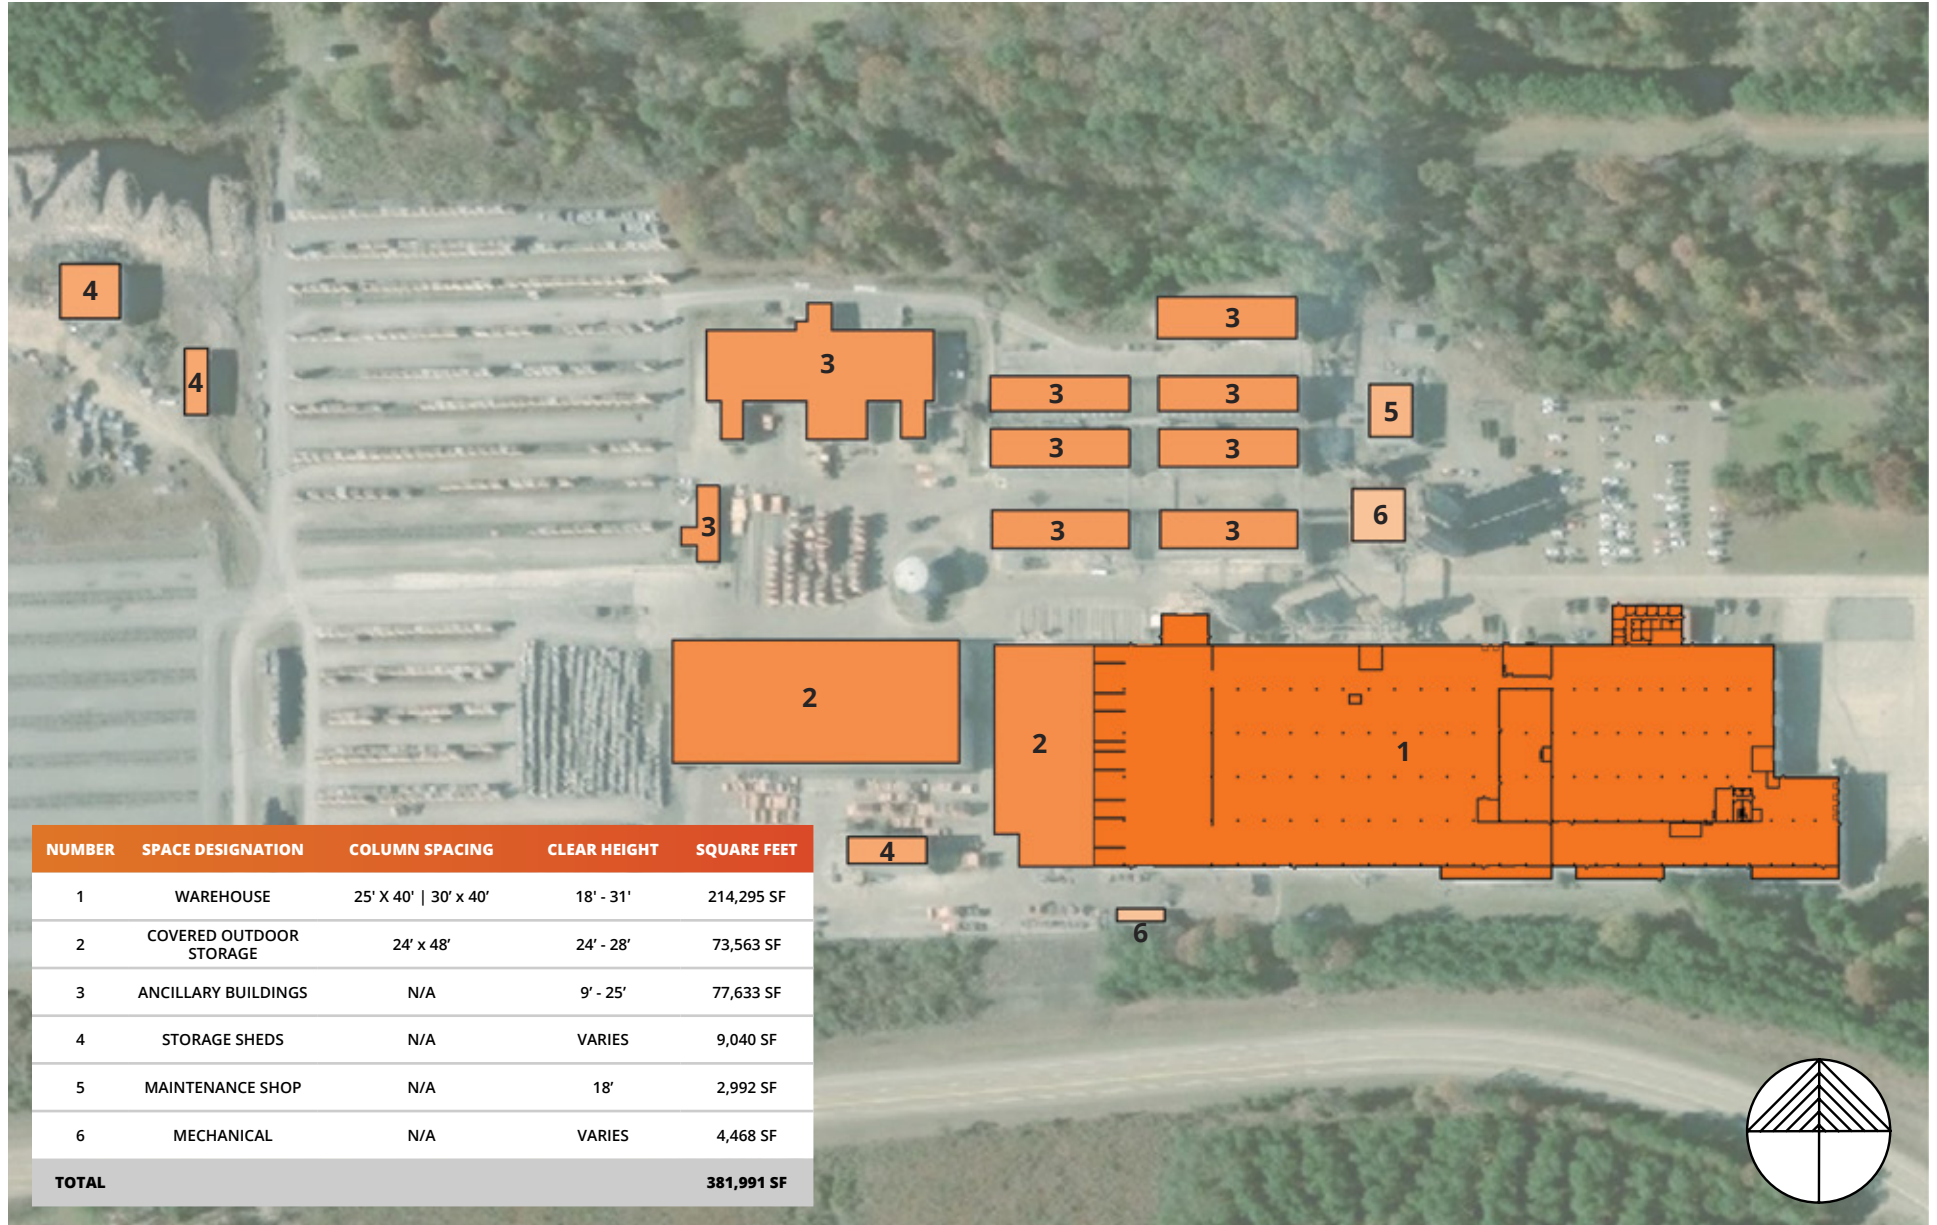 4
4
3
3
3
3
3
3
3
3
3
5
6
2
2
1
4
6
NUMBER SPACE DESIGNATION COLUMN SPACING CLEAR HEIGHT SQUARE FEET
1 WAREHOUSE 25' X 40' | 30’ x 40’ 18' - 31' 214,295 SF
2 COVERED OUTDOOR STORAGE 24’ x 48’ 24’ - 28’ 73,563 SF
3 ANCILLARY BUILDINGS N/A 9’ - 25’ 77,633 SF
4 STORAGE SHEDS N/A VARIES 9,040 SF
5 MAINTENANCE SHOP N/A 18’ 2,992 SF
6 MECHANICAL N/A VARIES 4,468 SF
TOTAL 381,991 SF